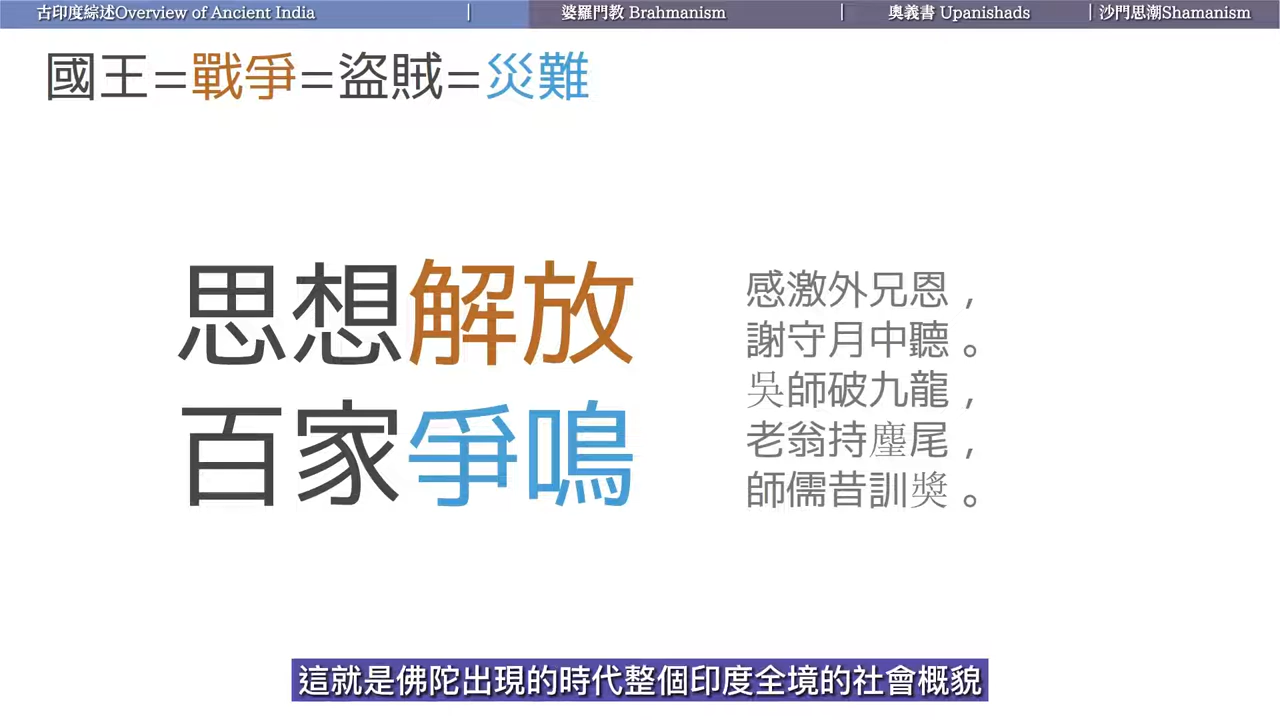 古印度綜述Overview of Ancient India | 婆羅門教 Brahmanism | 奧義書 Upanishads | 沙門思潮Shamanism
國王=戰爭=盜賊=災難
思想解放
百家爭鳴
感激外兄恩，
謝守月中聽。
吳師破九龍，
老翁持麈尾，
師儒昔訓獎。
這就是佛陀出現的時代整個印度全境的社會概貌